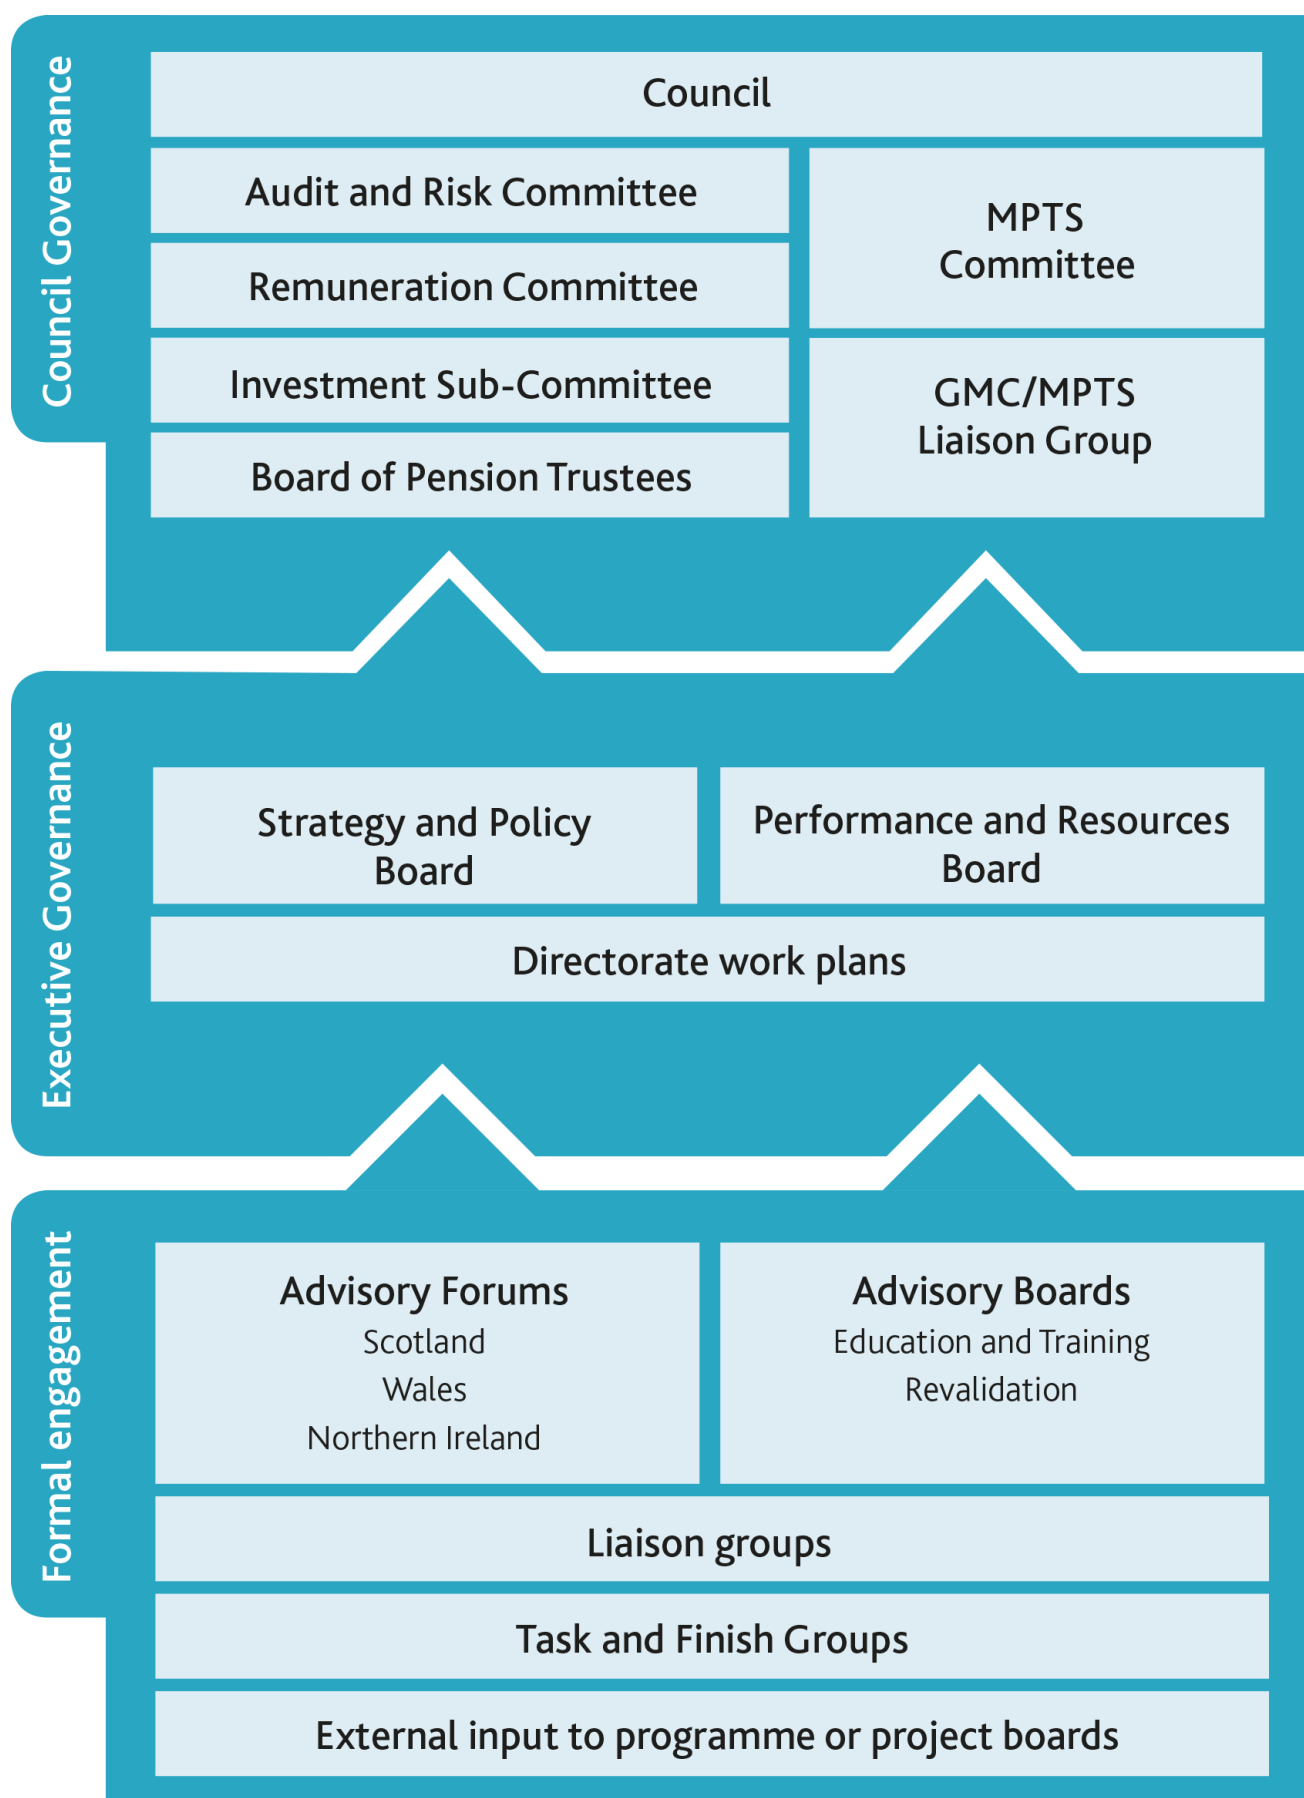 Council Governance
Council
Audit and Risk Committee
Remuneration Committee
Investment Sub-Committee
Board of Pension Trustees
MPTS
Committee
GMC/MPTS
Liaison Group
Executive Governance
Strategy and Policy
Board
Performance and Resources
Board
Directorate work plans
Formal engagement
Advisory Forums
Scotland
Wales
Northern Ireland
Advisory Boards
Education and Training
Revalidation
Liaison groups
Task and Finish Groups
External input to programme or project boards